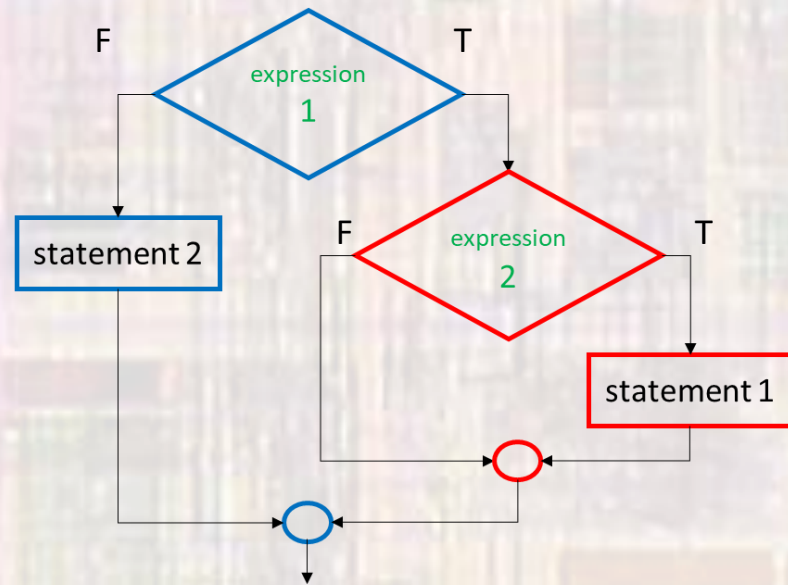 F
T
expression
1
statement 2
F
expression
2
T
statement 1